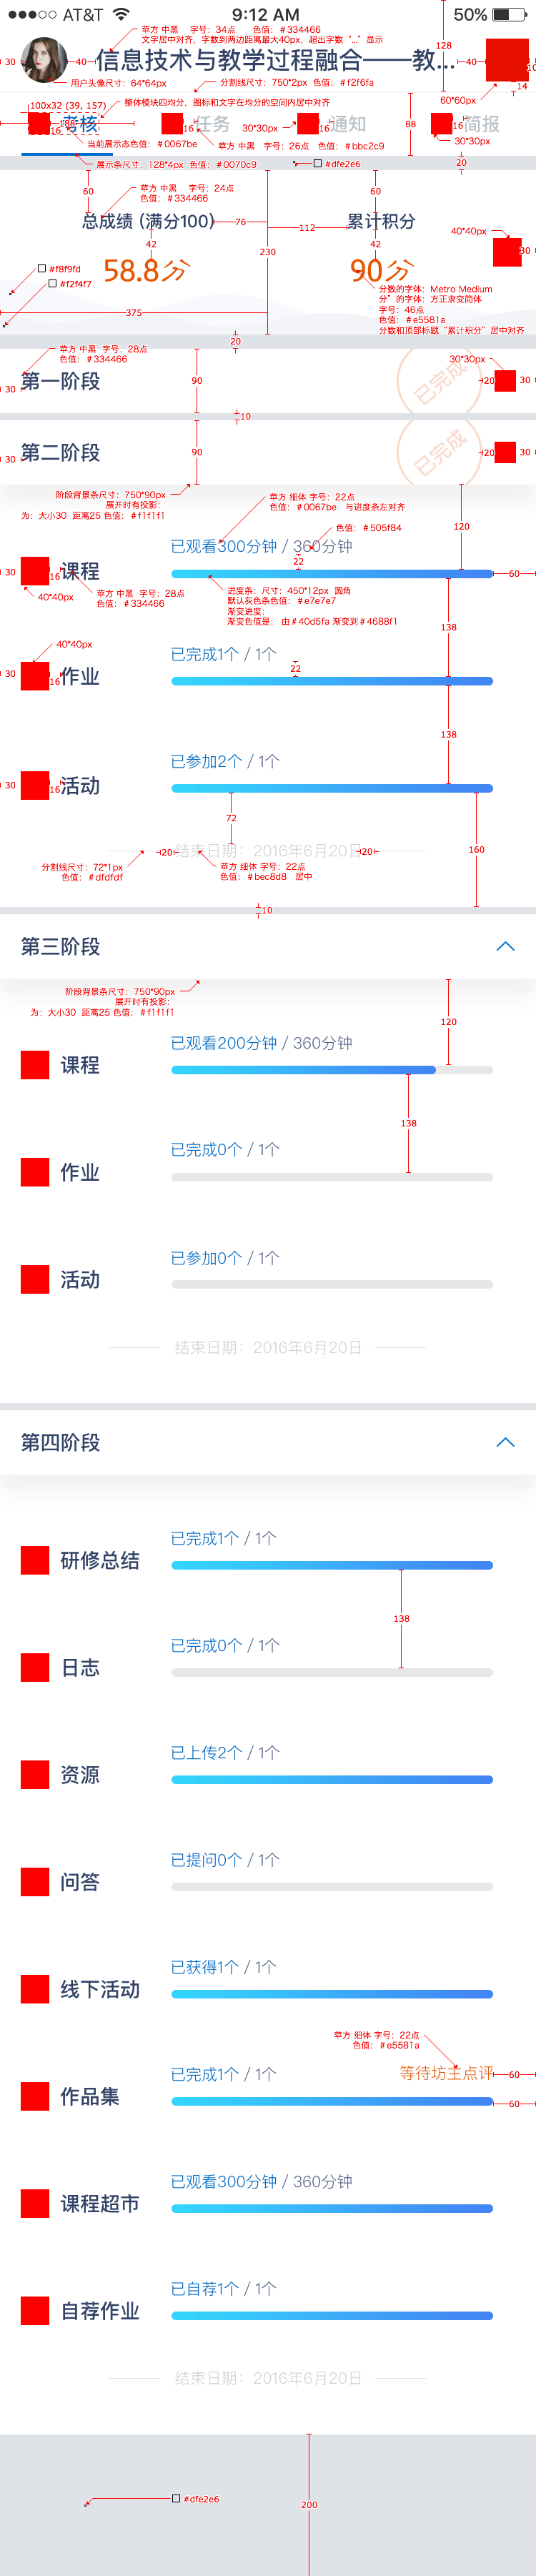 AT&T 9:12 AM 50%
苹方 中黑 字号：34点 色值：#334466
文字居中对齐，字数到两边距离最大40px，超出字数“...”显示
128
30
40
信息技术与教学过程融合——教...
40
10
14
用户头像尺寸：64*64px
分割线尺寸：750*2px 色值：#f2f6fa
60*60px
100x32 (39, 157)
整体模块四均分，图标和文字在均分的空间内居中对齐
188
16
考核
16
任务
30*30px
16
通知
88
16
简报
当前展示态色值：#0067be
苹方 中黑 字号：26点 色值：#bbc2c9
30*30px
展示条尺寸：128*4px 色值：#0070c9
#dfe2e6
20
60
苹方 中黑 字号：24点
色值：#334466
60
总成绩 (满分100)
76
112
累计积分
40*40px
42
230
42
30
58.8分
90分
#f8f9fd
#f2f4f7
分数的字体：Metro Medium
分”的字体：方正隶变简体
字号：46点
色值：#e5581a
分数和顶部标题“累计积分”居中对齐
375
20
苹方 中黑 字号：28点
色值：#334466
30*30px
30
第一阶段
90
已完成
20
30
10
30
第二阶段
90
已完成
20
30
阶段背景条尺寸：750*90px
展开时有投影：
为：大小30 距离25 色值：#f1f1f1
苹方 细体 字号：22点
色值：#0067be 与进度条左对齐
120
色值：#505f84
已观看300分钟 / 360分钟
22
30
16
课程
60
40*40px
苹方 中黑 字号：28点
色值：#334466
进度条：尺寸：450*12px 圆角
默认灰色条色值：#e7e7e7
渐变进度：
渐变色值是： 由#40d5fa 渐变到#4688f1
138
40*40px
已完成1个 / 1个
22
30
16
作业
138
已参加2个 / 1个
30
16
活动
72
160
结束日期：2016年6月20日
20
20
分割线尺寸：72*1px
色值：#dfdfdf
苹方 细体 字号：22点
色值：#bec8d8 居中
10
第三阶段
阶段背景条尺寸：750*90px
展开时有投影：
为：大小30 距离25 色值：#f1f1f1
120
已观看200分钟 / 360分钟
课程
138
已完成0个 / 1个
作业
已参加0个 / 1个
活动
结束日期：2016年6月20日
第四阶段
已完成1个 / 1个
研修总结
138
已完成0个 / 1个
日志
已上传2个 / 1个
资源
已提问0个 / 1个
问答
已获得1个 / 1个
线下活动
苹方 细体 字号：22点
色值：#e5581a
已完成1个 / 1个
等待坊主点评
60
作品集
60
已观看300分钟 / 360分钟
课程超市
已自荐1个 / 1个
自荐作业
结束日期：2016年6月20日
#dfe2e6
200